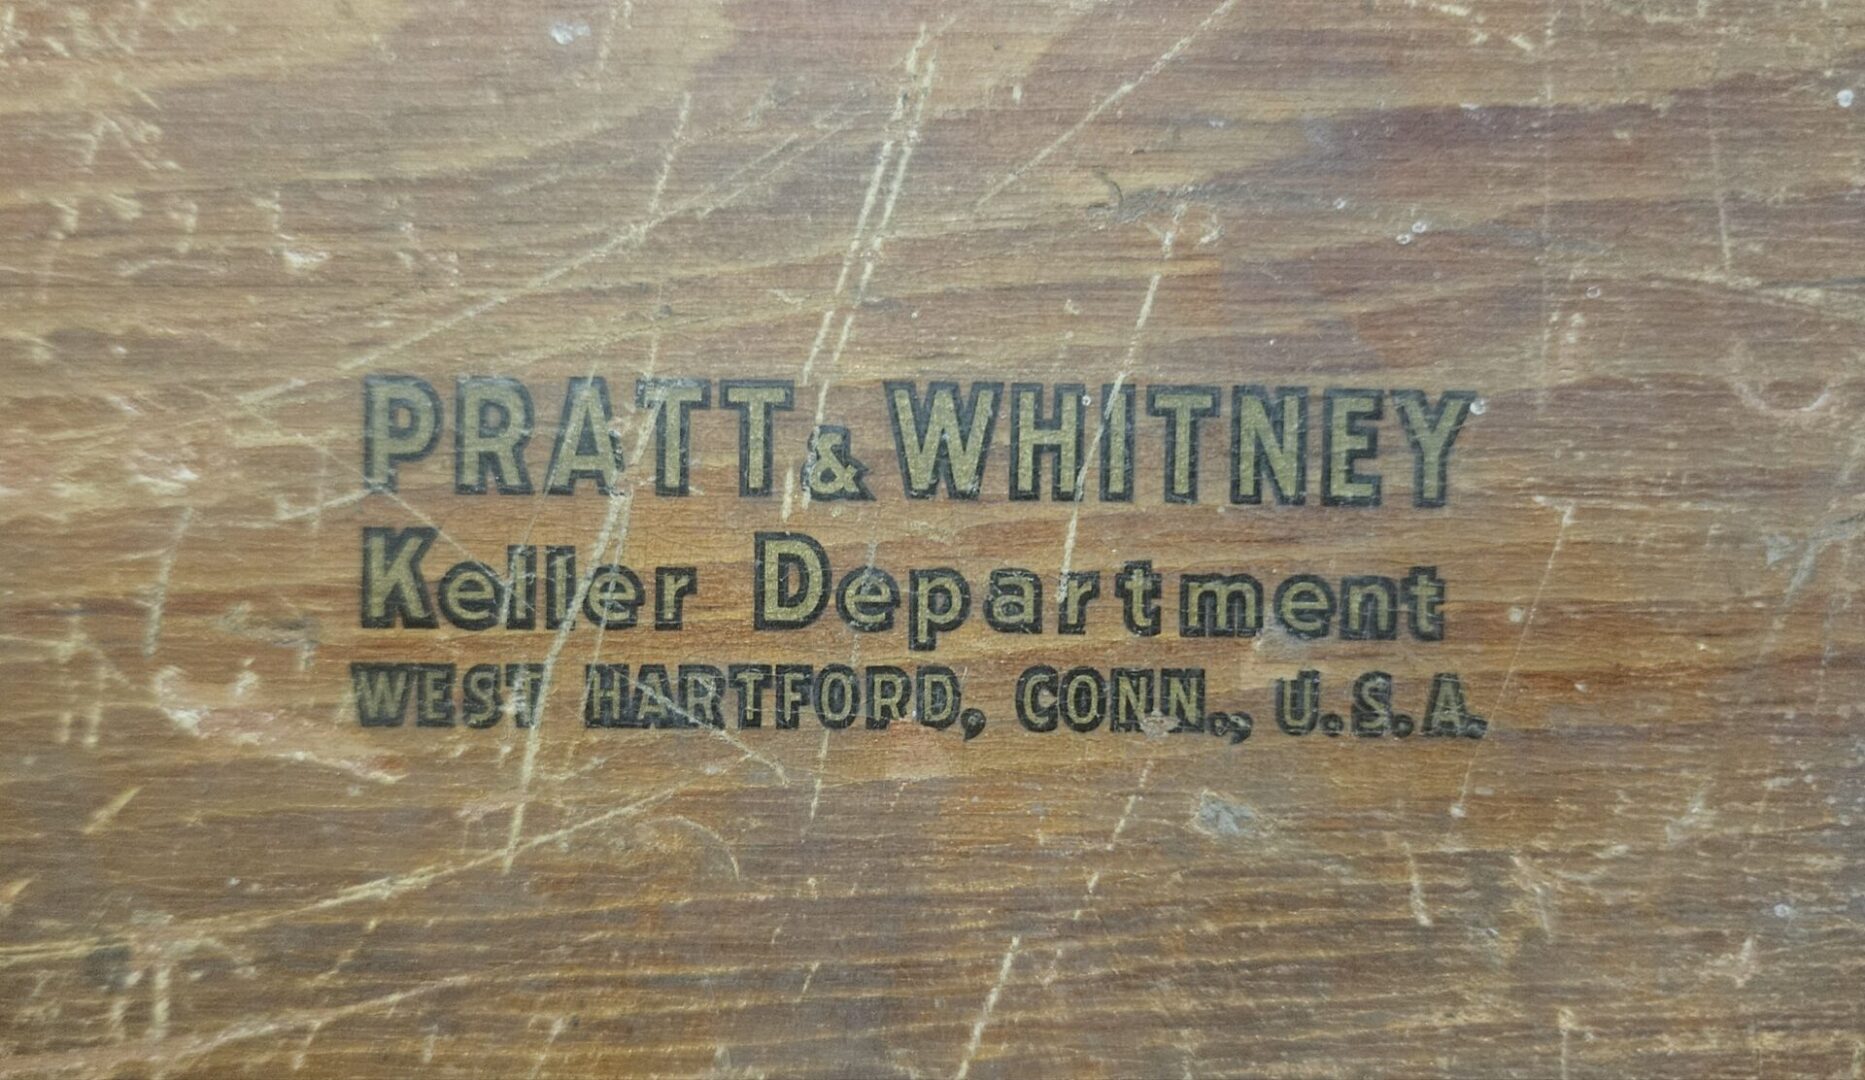 PRATT & WHITNEY
Keller Department
WEST HARTFORD, CONN., U.S.A.